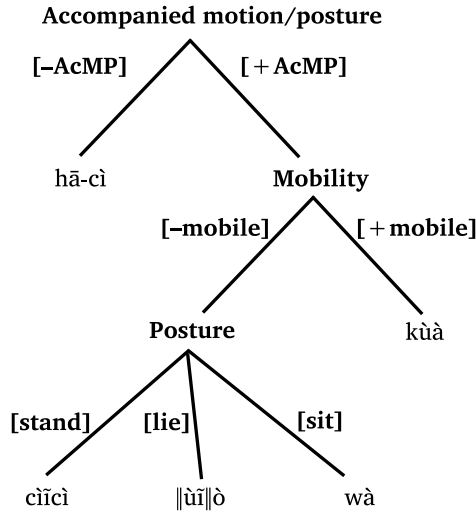 Accompanied motion/posture
[–AcMP] [+AcMP]
hā-cì Mobility
[–mobile] [+mobile]
Posture kùà
[stand] [lie] [sit]
cìĩcì ǁùĩǁò wà